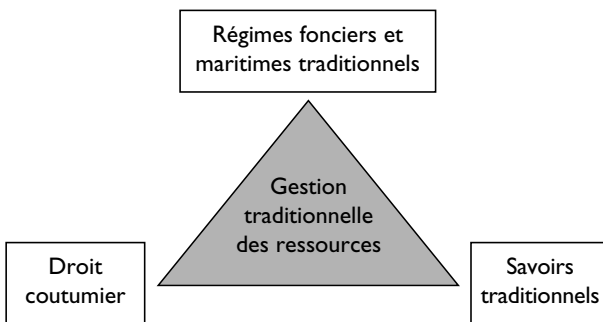 Régimes fonciers et
maritimes traditionnels
Gestion
traditionnelle
des ressources
Droit
coutumier
Savoirs
traditionnels